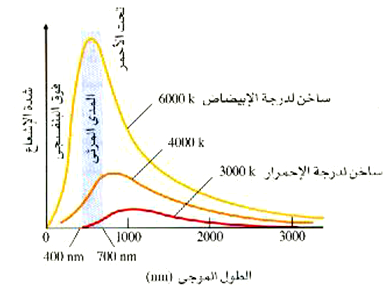 تحت الأحمر
شدة الإشعاع
فوق البنفسجي
المدى المرئي
6000 k ساخن لدرجة الإبيضاض
4000 k
3000 k ساخن لدرجة الإحمرار
0
1000
2000
3000
400 nm
700 nm
الطول الموجي (nm)